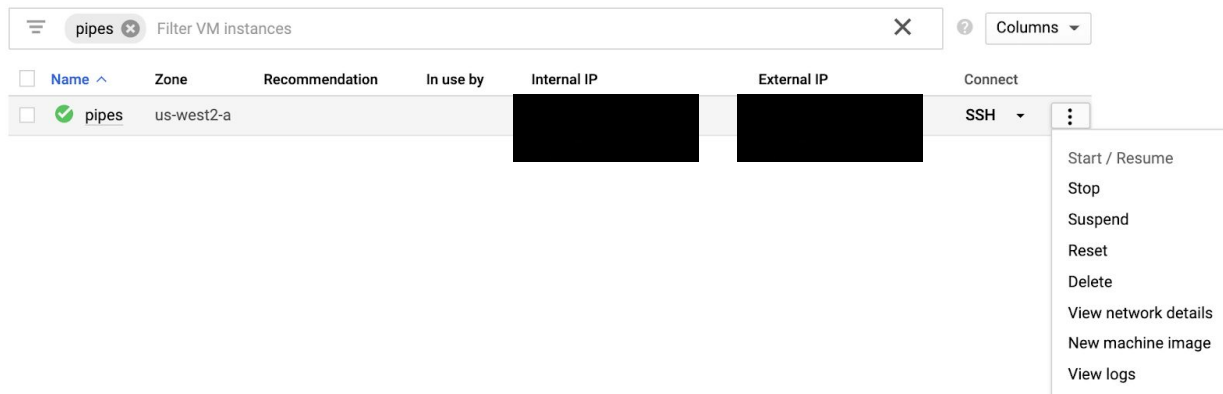 pipes Filter VM instances Columns
Name Zone Recommendation In use by Internal IP External IP Connect
pipes us-west2-a SSH
Start / Resume
Stop
Suspend
Reset
Delete
View network details
New machine image
View logs